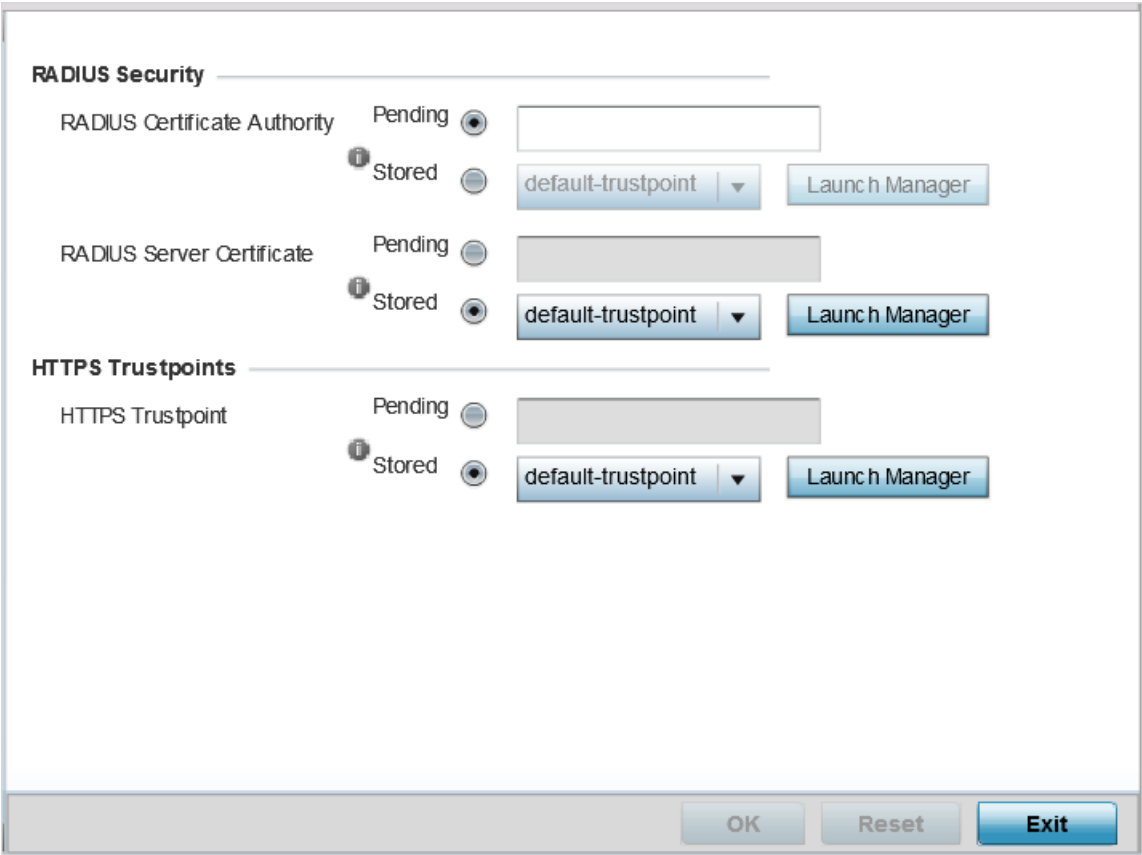 RADIUS Security
RADIUS Certificate Authority
Pending
Stored
default-trustpoint
Launch Manager
RADIUS Server Certificate
Pending
Stored
default-trustpoint
Launch Manager
HTTPS Trustpoints
HTTPS Trustpoint
Pending
Stored
default-trustpoint
Launch Manager
OK
Reset
Exit